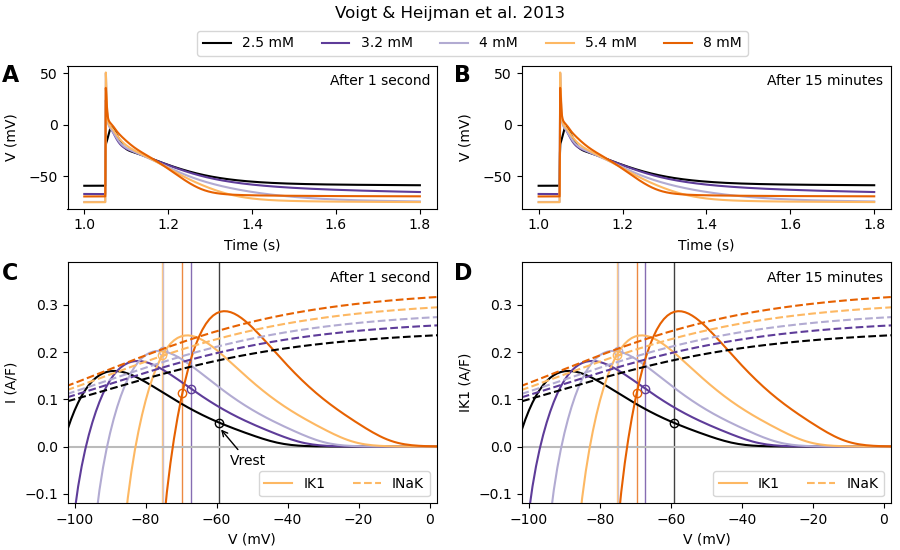 Voigt & Heijman et al. 2013
2.5 mM 3.2 mM 4 mM 5.4 mM 8 mM
A
After 1 second
V (mV)
50
0
−50
1.0 1.2 1.4 1.6 1.8
Time (s)
B
After 15 minutes
V (mV)
50
0
−50
1.0 1.2 1.4 1.6 1.8
Time (s)
C
After 1 second
I (A/F)
0.3
0.2
0.1
0.0
−0.1
Vrest
IK1 INaK
−100 −80 −60 −40 −20 0
V (mV)
D
After 15 minutes
IK1 (A/F)
0.3
0.2
0.1
0.0
−0.1
IK1 INaK
−100 −80 −60 −40 −20 0
V (mV)